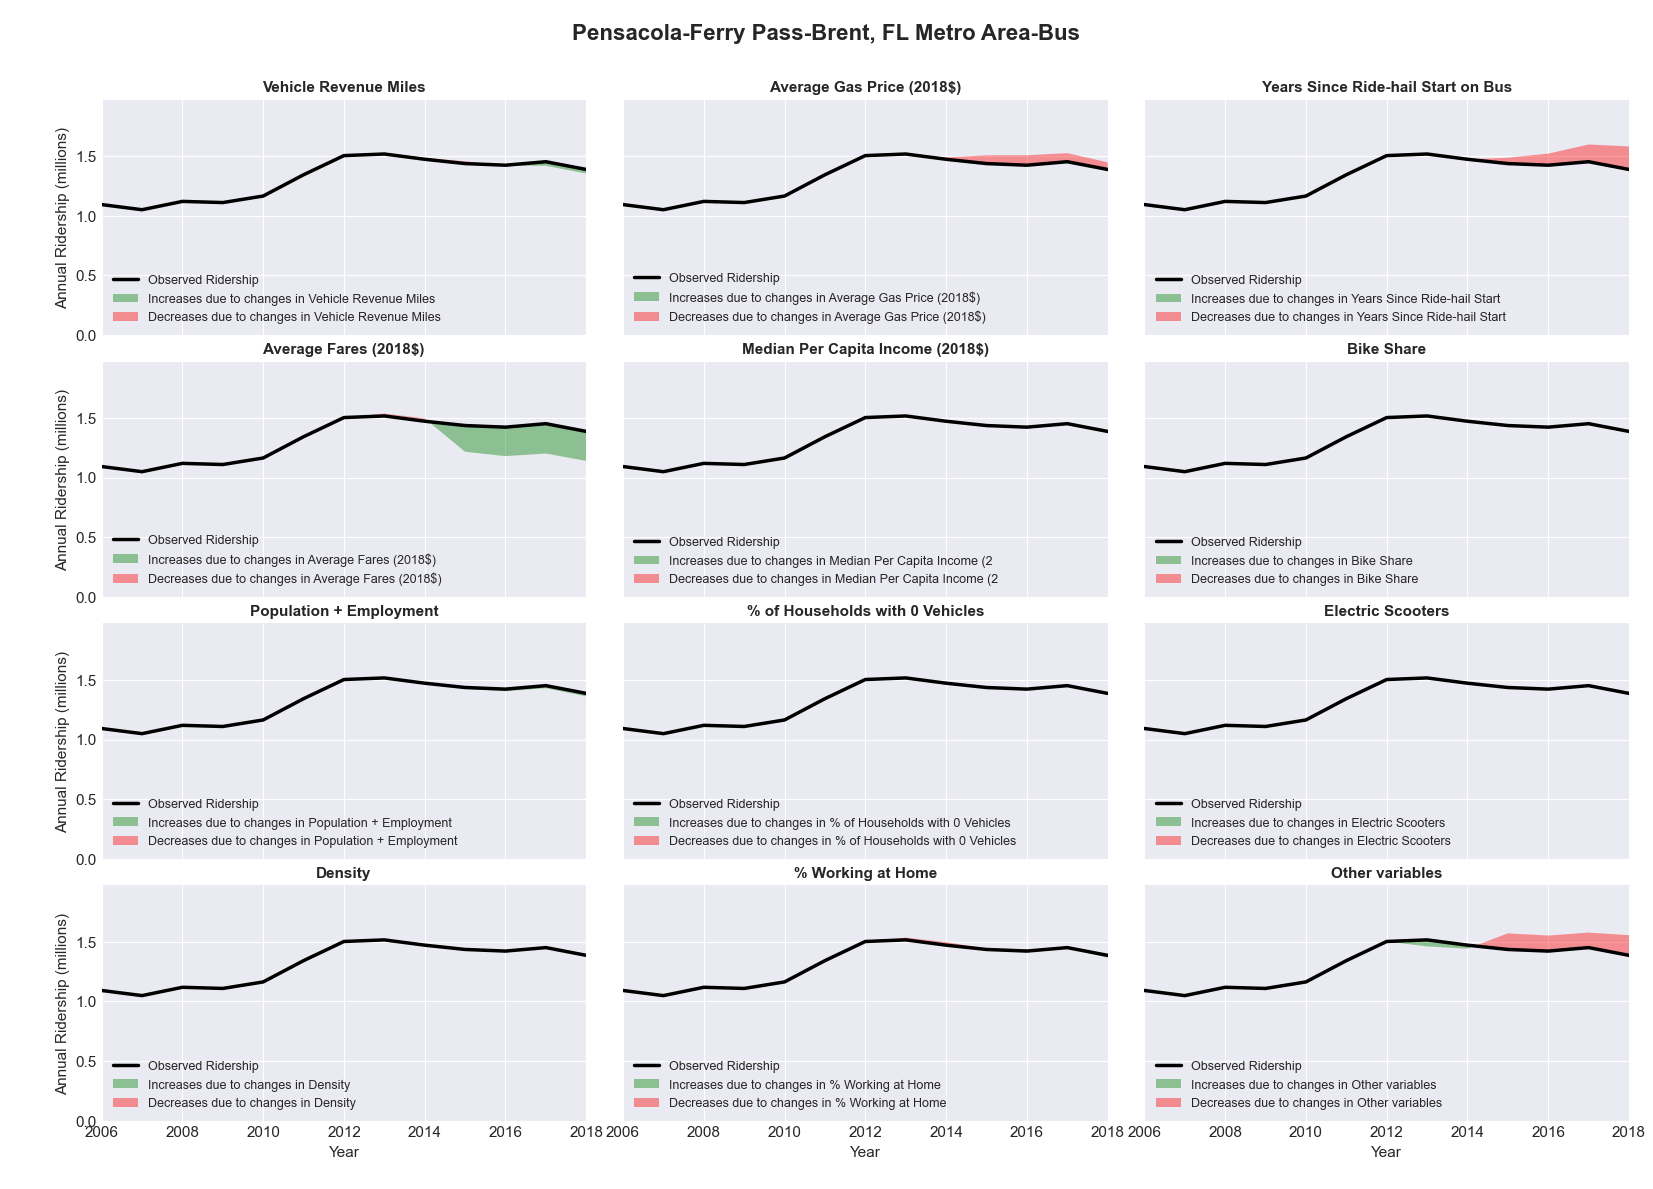 Pensacola-Ferry Pass-Brent, FL Metro Area-Bus
Vehicle Revenue Miles
Average Gas Price (2018$)
Years Since Ride-hail Start on Bus
Annual Ridership (millions)
1.5
1.0
0.5
0.0
Observed Ridership
Increases due to changes in Vehicle Revenue Miles
Decreases due to changes in Vehicle Revenue Miles
Observed Ridership
Increases due to changes in Average Gas Price (2018$)
Decreases due to changes in Average Gas Price (2018$)
Observed Ridership
Increases due to changes in Years Since Ride-hail Start
Decreases due to changes in Years Since Ride-hail Start
Average Fares (2018$)
Median Per Capita Income (2018$)
Bike Share
Annual Ridership (millions)
1.5
1.0
0.5
0.0
Observed Ridership
Increases due to changes in Average Fares (2018$)
Decreases due to changes in Average Fares (2018$)
Observed Ridership
Increases due to changes in Median Per Capita Income (2
Decreases due to changes in Median Per Capita Income (2
Observed Ridership
Increases due to changes in Bike Share
Decreases due to changes in Bike Share
Population + Employment
% of Households with 0 Vehicles
Electric Scooters
Annual Ridership (millions)
1.5
1.0
0.5
0.0
Observed Ridership
Increases due to changes in Population + Employment
Decreases due to changes in Population + Employment
Observed Ridership
Increases due to changes in % of Households with 0 Vehicles
Decreases due to changes in % of Households with 0 Vehicles
Observed Ridership
Increases due to changes in Electric Scooters
Decreases due to changes in Electric Scooters
Density
% Working at Home
Other variables
Annual Ridership (millions)
1.5
1.0
0.5
0.0
Observed Ridership
Increases due to changes in Density
Decreases due to changes in Density
Observed Ridership
Increases due to changes in % Working at Home
Decreases due to changes in % Working at Home
Observed Ridership
Increases due to changes in Other variables
Decreases due to changes in Other variables
2006 2008 2010 2012 2014 2016 2018
2006 2008 2010 2012 2014 2016 2018
2006 2008 2010 2012 2014 2016 2018
Year
Year
Year